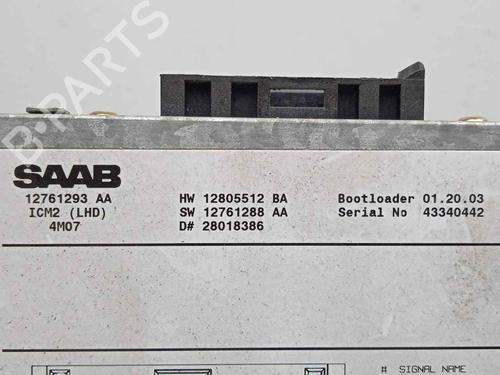 B-PARTS
SAAB
12761293 AA HW 12805512 BA Bootloader 01.20.03
ICM2 (LHD) SW 12761288 AA Serial No 43340442
4M07 D# 28018386
# SIGNAL NAME